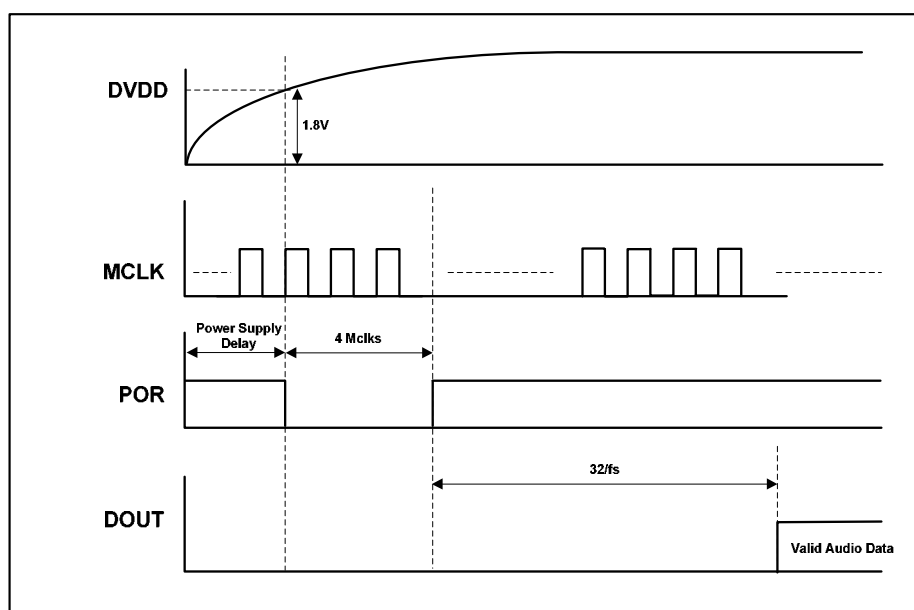 DVDD
1.8V
MCLK
Power Supply
Delay
4 Mclks
POR
32/fs
DOUT
Valid Audio Data